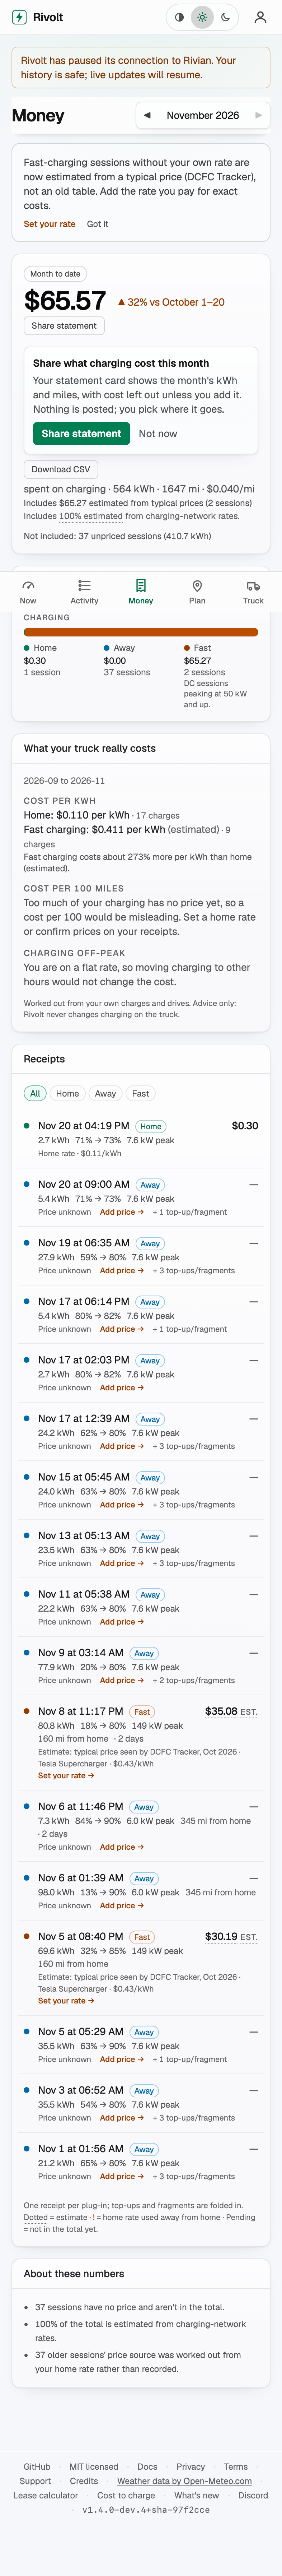 Rivolt
Rivolt has paused its connection to Rivian. Your
history is safe; live updates will resume.
Money
◀ November 2026 ▶
Fast-charging sessions without your own rate are
now estimated from a typical price (DCFC Tracker),
not an old table. Add the rate you pay for exact
costs.
Set your rate Got it
Month to date
$65.57 ▲ 32% vs October 1–20
Share statement
Share what charging cost this month
Your statement card shows the month's kWh
and miles, with cost left out unless you add it.
Nothing is posted; you pick where it goes.
Share statement Not now
Download CSV
spent on charging · 564 kWh · 1647 mi · $0.040/mi
Includes $65.27 estimated from typical prices (2 sessions)
Includes 100% estimated from charging-network rates.
Not included: 37 unpriced sessions (410.7 kWh)
Now Activity Money Plan Truck
CHARGING
Home Away Fast
$0.30 $0.00 $65.27
1 session 37 sessions 2 sessions
DC sessions
peaking at 50 kW
and up.
What your truck really costs
2026-09 to 2026-11
COST PER KWH
Home: $0.110 per kWh · 17 charges
Fast charging: $0.411 per kWh (estimated) · 9
charges
Fast charging costs about 273% more per kWh than home
(estimated).
COST PER 100 MILES
Too much of your charging has no price yet, so a
cost per 100 would be misleading. Set a home rate
or confirm prices on your receipts.
CHARGING OFF-PEAK
You are on a flat rate, so moving charging to other
hours would not change the cost.
Worked out from your own charges and drives. Advice only:
Rivolt never changes charging on the truck.
Receipts
All Home Away Fast
Nov 20 at 04:19 PM Home $0.30
2.7 kWh 71% → 73% 7.6 kW peak
Home rate · $0.11/kWh
Nov 20 at 09:00 AM Away —
5.4 kWh 71% → 73% 7.6 kW peak
Price unknown Add price → + 1 top-up/fragment
Nov 19 at 06:35 AM Away —
27.9 kWh 59% → 80% 7.6 kW peak
Price unknown Add price → + 3 top-ups/fragments
Nov 17 at 06:14 PM Away —
5.4 kWh 80% → 82% 7.6 kW peak
Price unknown Add price → + 1 top-up/fragment
Nov 17 at 02:03 PM Away —
2.7 kWh 80% → 82% 7.6 kW peak
Price unknown Add price →
Nov 17 at 12:39 AM Away —
24.2 kWh 62% → 80% 7.6 kW peak
Price unknown Add price → + 3 top-ups/fragments
Nov 15 at 05:45 AM Away —
24.0 kWh 63% → 80% 7.6 kW peak
Price unknown Add price → + 3 top-ups/fragments
Nov 13 at 05:13 AM Away —
23.5 kWh 63% → 80% 7.6 kW peak
Price unknown Add price → + 3 top-ups/fragments
Nov 11 at 05:38 AM Away —
22.2 kWh 63% → 80% 7.6 kW peak
Price unknown Add price →
Nov 9 at 03:14 AM Away —
77.9 kWh 20% → 80% 7.6 kW peak
Price unknown Add price → + 2 top-ups/fragments
Nov 8 at 11:17 PM Fast $35.08 EST.
80.8 kWh 18% → 80% 149 kW peak
160 mi from home · 2 days
Estimate: typical price seen by DCFC Tracker, Oct 2026 ·
Tesla Supercharger · $0.43/kWh
Set your rate →
Nov 6 at 11:46 PM Away —
7.3 kWh 84% → 90% 6.0 kW peak 345 mi from home
· 2 days
Price unknown Add price →
Nov 6 at 01:39 AM Away —
98.0 kWh 13% → 90% 6.0 kW peak 345 mi from home
Price unknown Add price →
Nov 5 at 08:40 PM Fast $30.19 EST.
69.6 kWh 32% → 85% 149 kW peak
160 mi from home
Estimate: typical price seen by DCFC Tracker, Oct 2026 ·
Tesla Supercharger · $0.43/kWh
Set your rate →
Nov 5 at 05:29 AM Away —
35.5 kWh 63% → 90% 7.6 kW peak
Price unknown Add price → + 1 top-up/fragment
Nov 3 at 06:52 AM Away —
35.5 kWh 54% → 80% 7.6 kW peak
Price unknown Add price → + 3 top-ups/fragments
Nov 1 at 01:56 AM Away —
21.2 kWh 65% → 80% 7.6 kW peak
Price unknown Add price → + 3 top-ups/fragments
One receipt per plug-in; top-ups and fragments are folded in.
Dotted = estimate · ! = home rate used away from home · Pending
= not in the total yet.
About these numbers
• 37 sessions have no price and aren't in the total.
• 100% of the total is estimated from charging-network
rates.
• 37 older sessions' price source was worked out from
your home rate rather than recorded.
GitHub · MIT licensed · Docs · Privacy · Terms ·
Support · Credits · Weather data by Open-Meteo.com ·
Lease calculator · Cost to charge · What's new · Discord
· v1.4.0-dev.4+sha-97f2cce